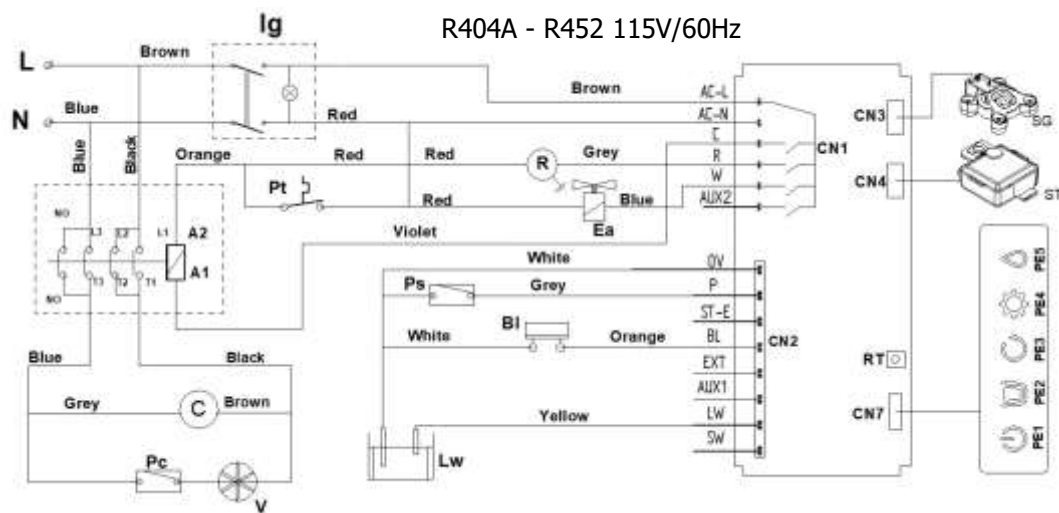 R404A - R452 115V/60Hz
Ig
L
Brown
N
Blue
Red
Brown
AC-L
AC-N
C
R
W
AUX2
CN1
CN3
SG
CN4
ST
Blue
Black
Orange
Red
Red
R
Grey
Pt
Red
Ea
Blue
Violet
NO
L3
L2
L1
A2
A1
NO
T3
T2
T1
White
0V
Ps
Grey
P
ST-E
White
Bl
Orange
BL
CN2
EXT
AUX1
Yellow
LW
SW
Lw
RT
CN7
PE5
PE4
PE3
PE2
PE1
Blue
Black
Grey
C
Brown
Pc
V